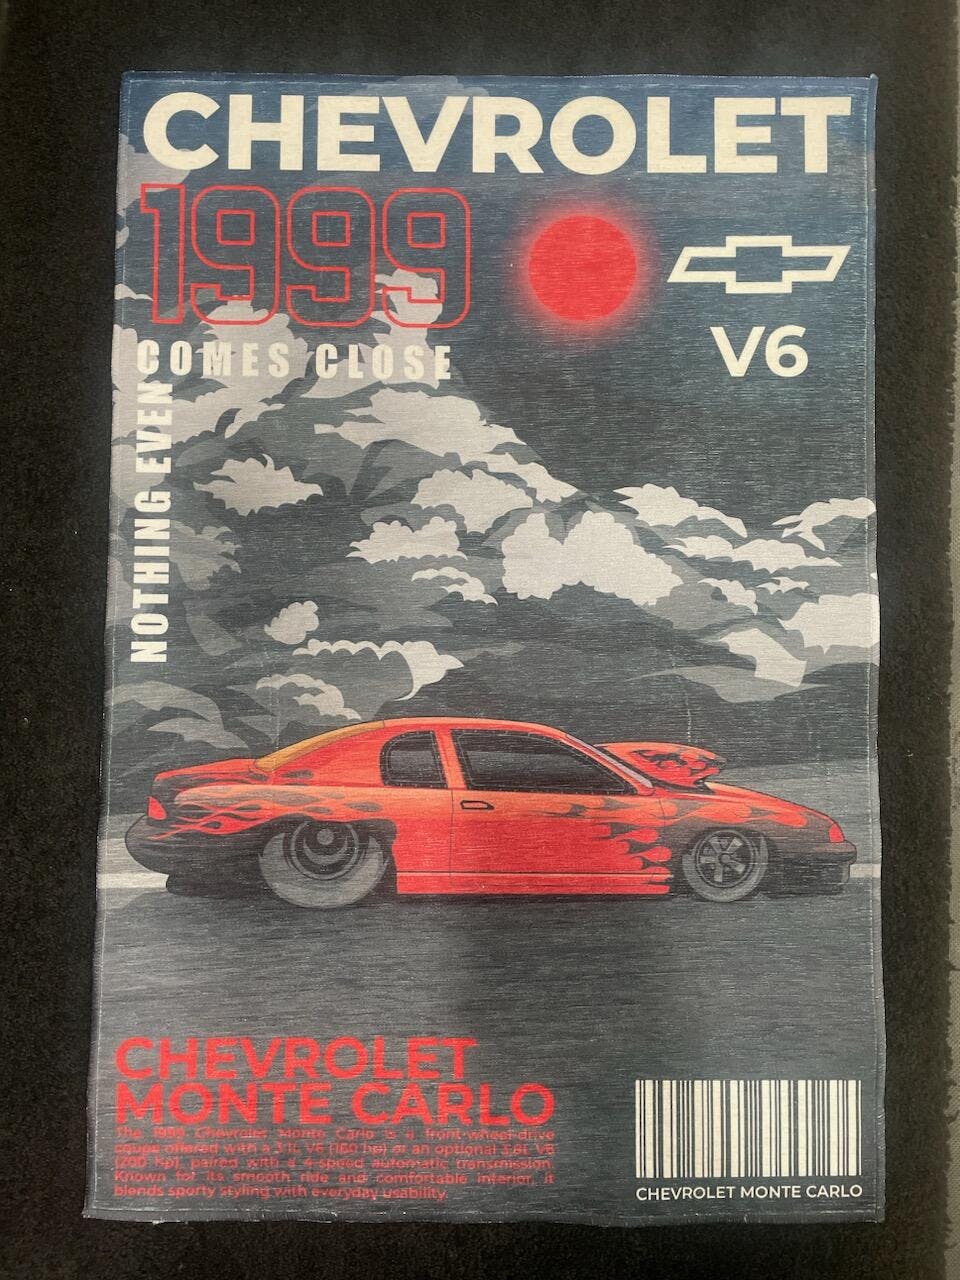 CHEVROLET
1999
V6
COMES CLOSE
NOTHING EVEN
CHEVROLET
MONTE CARLO
The 1999 Chevrolet Monte Carlo is a front-wheel-drive
coupe offered with a 3.1L V6 (160 hp) or an optional 3.8L V6
(200 hp), paired with a 4-speed automatic transmission.
Known for its smooth ride and comfortable interior, it
blends sporty styling with everyday usability.
CHEVROLET MONTE CARLO